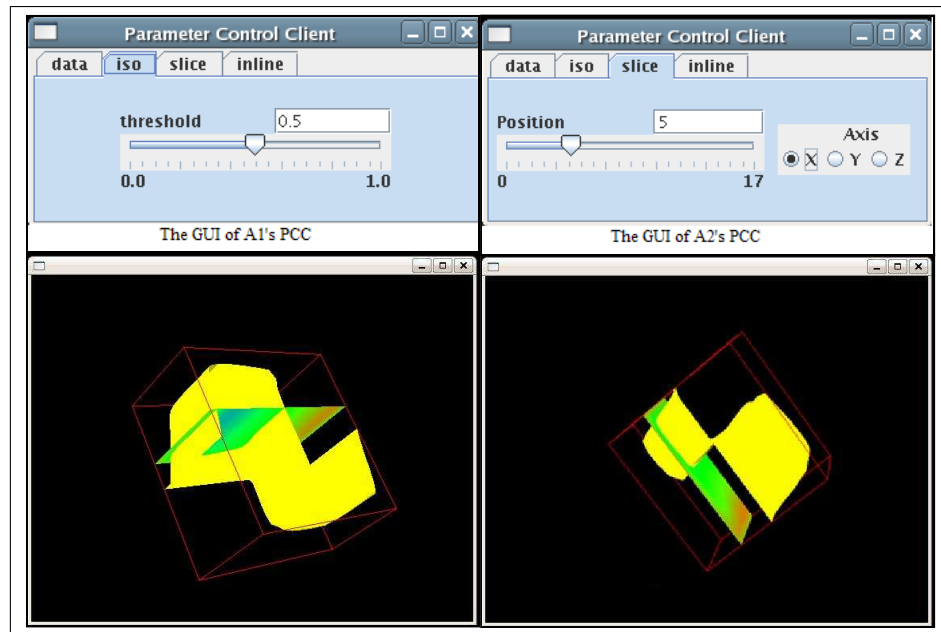 Parameter Control Client
data iso slice inline
threshold 0.5
0.0 1.0
The GUI of A1's PCC
Parameter Control Client
data iso slice inline
Position 5
Axis
X Y Z
0 17
The GUI of A2's PCC